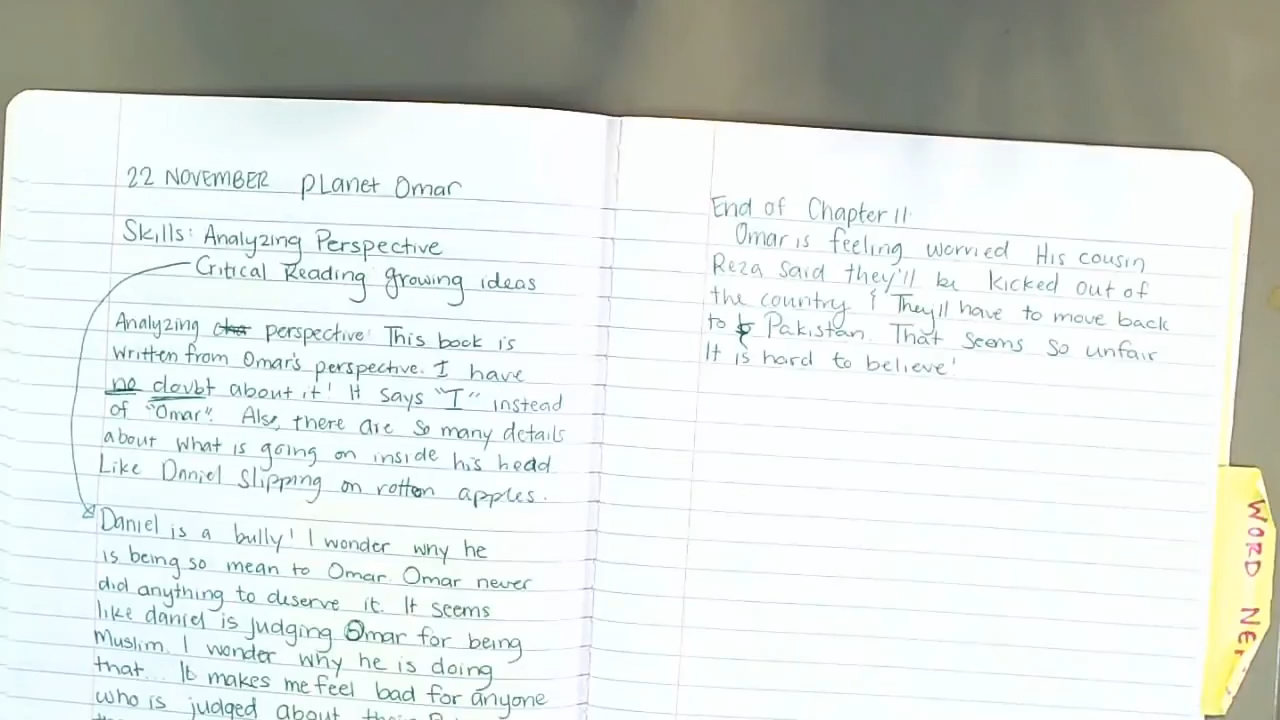 22 NOVEMBER planet Omar
Skills: Analyzing Perspective
Critical Reading growing ideas
Analyzing perspective: This book is
written from Omar's perspective. I have
no doubt about it! It says "I" instead
of "Omar". Also, there are so many details
about what is going on inside his head
Like Daniel slipping on rotten apples.
Daniel is a bully! I wonder why he
is being so mean to Omar. Omar never
did anything to deserve it. It seems
like daniel is judging Omar for being
Muslim. I wonder why he is doing
that... It makes me feel bad for anyone
who is judged about their
End of Chapter 11.
Omar is feeling worried His cousin
Reza said they'll be kicked out of
the country & They'll have to move back
to Pakistan. That seems so unfair
It is hard to believe!
WORD NER